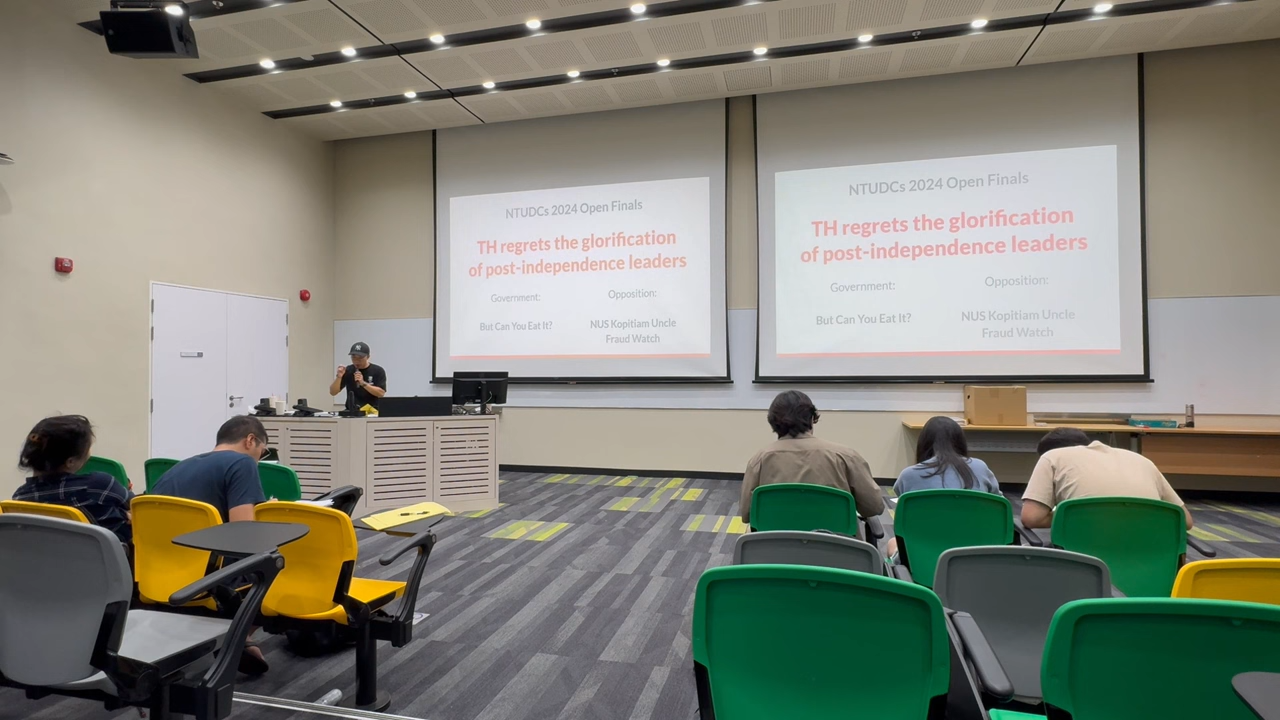 NTUDCs 2024 Open Finals
TH regrets the glorification
of post-independence leaders
Government:
Opposition:
But Can You Eat It?
NUS Kopitiam Uncle
Fraud Watch
NTUDCs 2024 Open Finals
TH regrets the glorification
of post-independence leaders
Government:
Opposition:
But Can You Eat It?
NUS Kopitiam Uncle
Fraud Watch